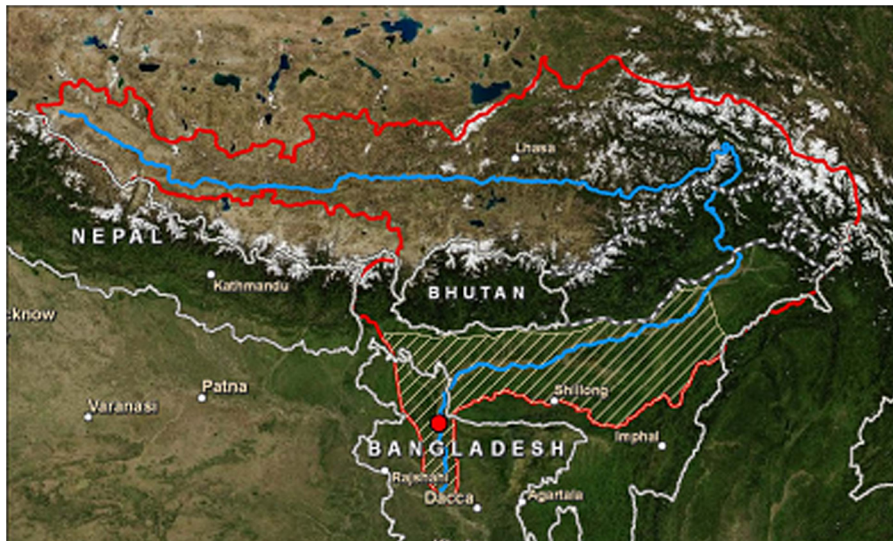 Lhasa
NEPAL
Kathmandu
BHUTAN
cknow
Patna
Varanasi
Shillong
Imphal
BANGLADESH
Rajshahi
Dacca
Agartala